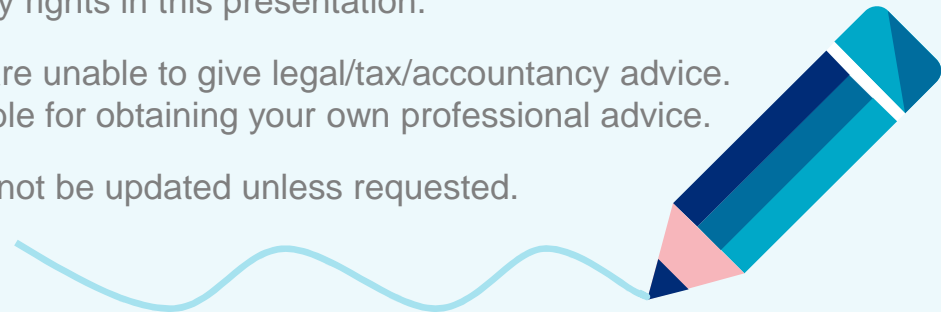 rights in this presentation.
re unable to give legal/tax/accountancy advice.
ble for obtaining your own professional advice.
not be updated unless requested.